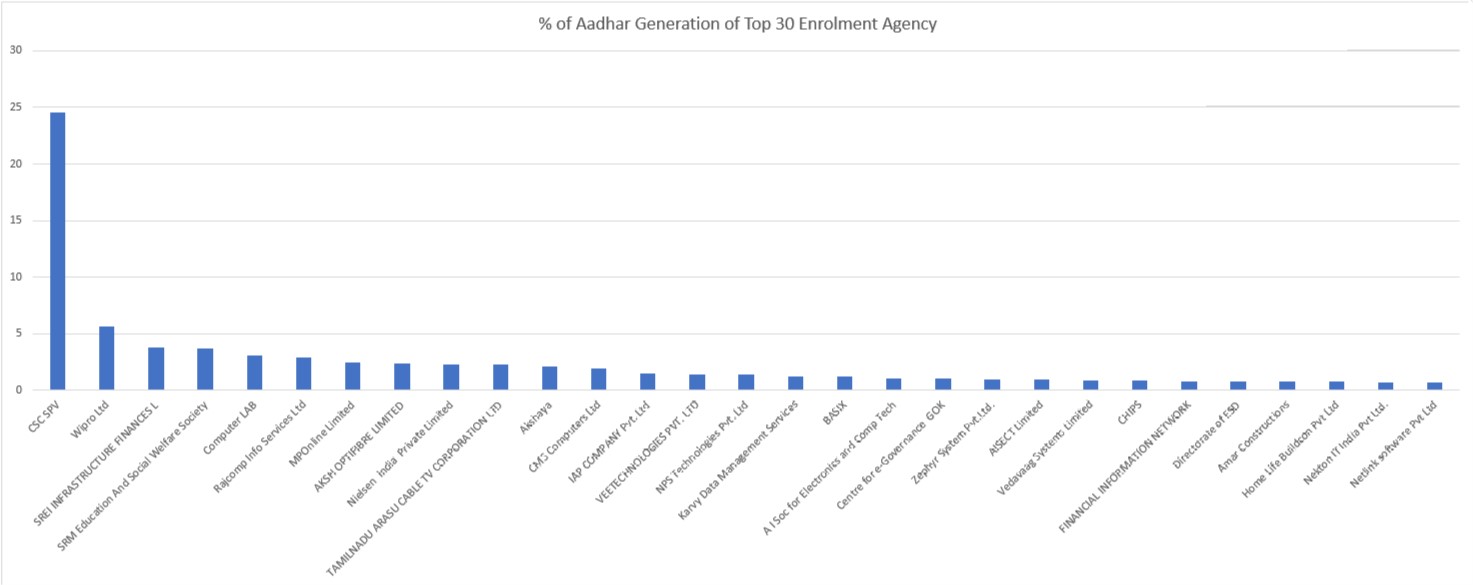 % of Aadhar Generation of Top 30 Enrolment Agency
30
25
20
15
10
5
0
CSC SPV
Wipro Ltd
SREI INFRASTRUCTURE FINANCES L
SRM Education And Social Welfare Society
Computer LAB
Rajcomp Info Services Ltd
MPOnline Limited
AKSH OPTIFIBRE LIMITED
Nielsen India Private Limited
TAMILNADU ARASU CABLE TV CORPORATION LTD
Akshaya
CMS Computers Ltd
IAP COMPANY Pvt. Ltd
VEETECHNOLOGIES PVT. LTD
NPS Technologies Pvt. Ltd
Karvy Data Management Services
BASIX
A I Soc for Electronics and Comp Tech
Centre for e-Governance GOK
Zephyr System Pvt.Ltd.
AISECT Limited
Vedavaag Systems Limited
CHIPS
FINANCIAL INFORMATION NETWORK
Directorate of ESD
Amar Constructions
Home Life Buildcon Pvt Ltd
Nekton IT India Pvt Ltd.
Netlink software Pvt Ltd